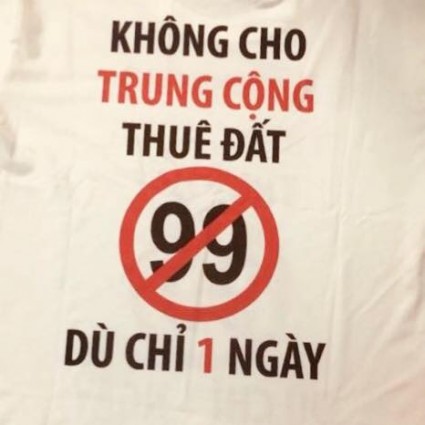 KHÔNG CHO
TRUNG CỘNG
THUÊ ĐẤT
99
DÙ CHỈ 1 NGÀY